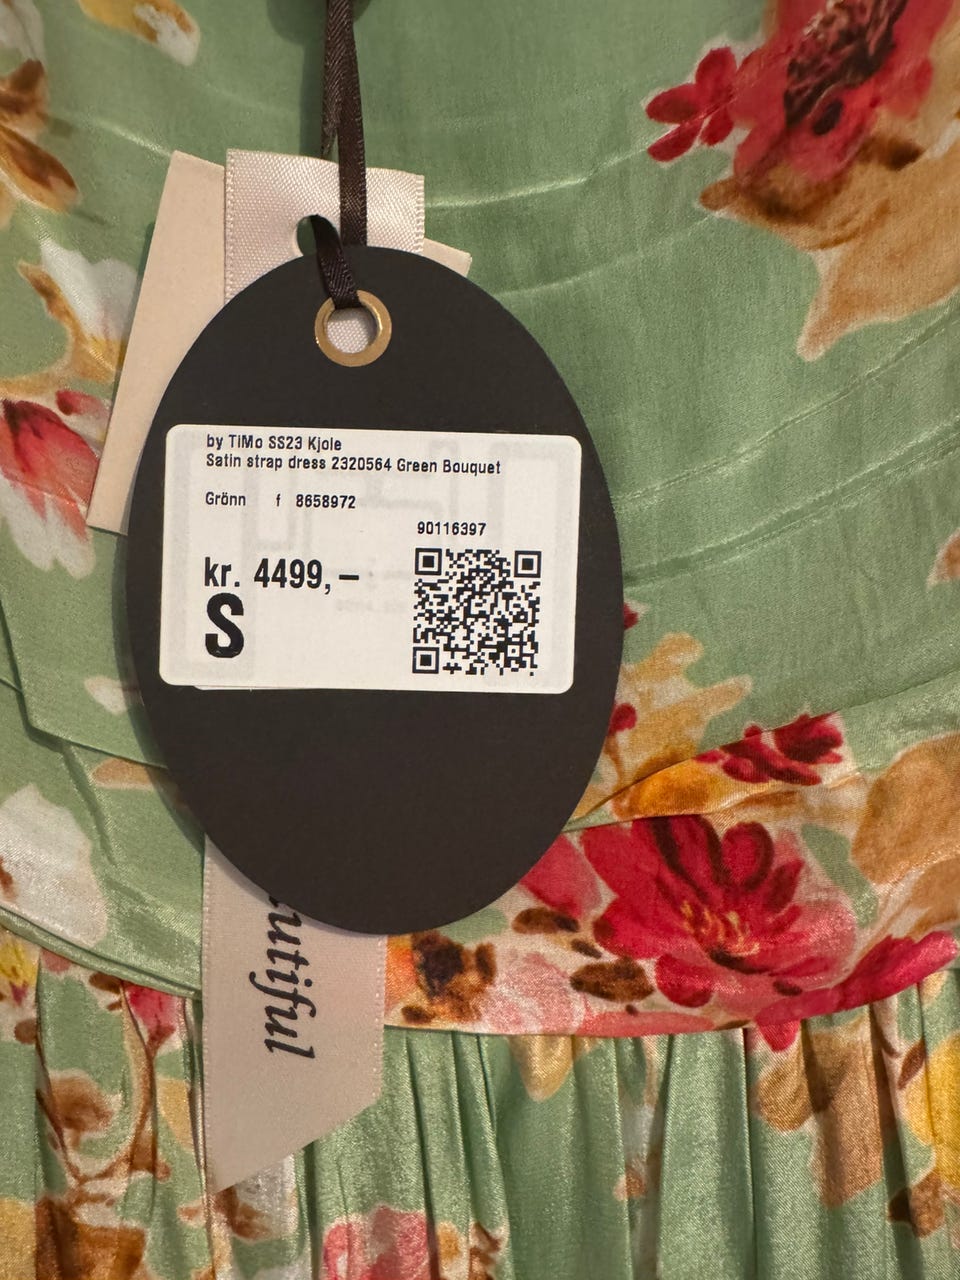 by TiMo SS23 Kjole
Satin strap dress 2320564 Green Bouquet
Grönn f 8658972
90116397
kr. 4499,–
S